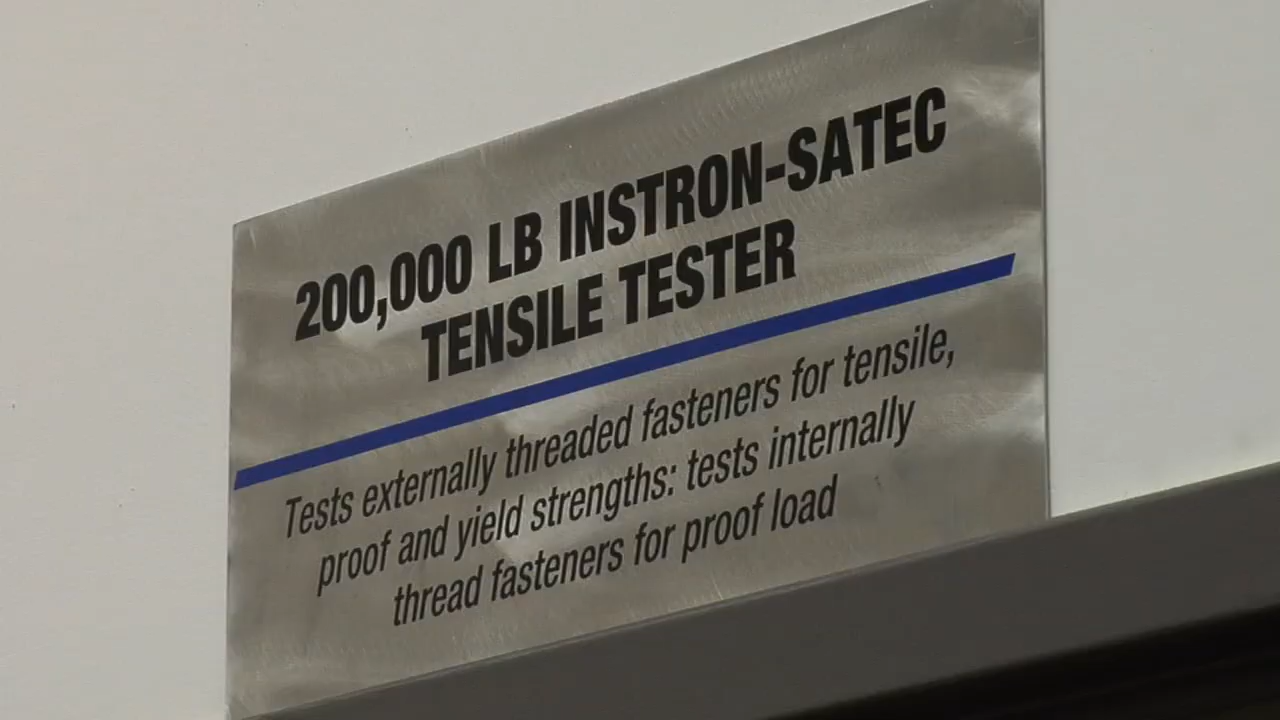 200,000 LB INSTRON-SATEC
TENSILE TESTER
Tests externally threaded fasteners for tensile,
proof and yield strengths: tests internally
thread fasteners for proof load